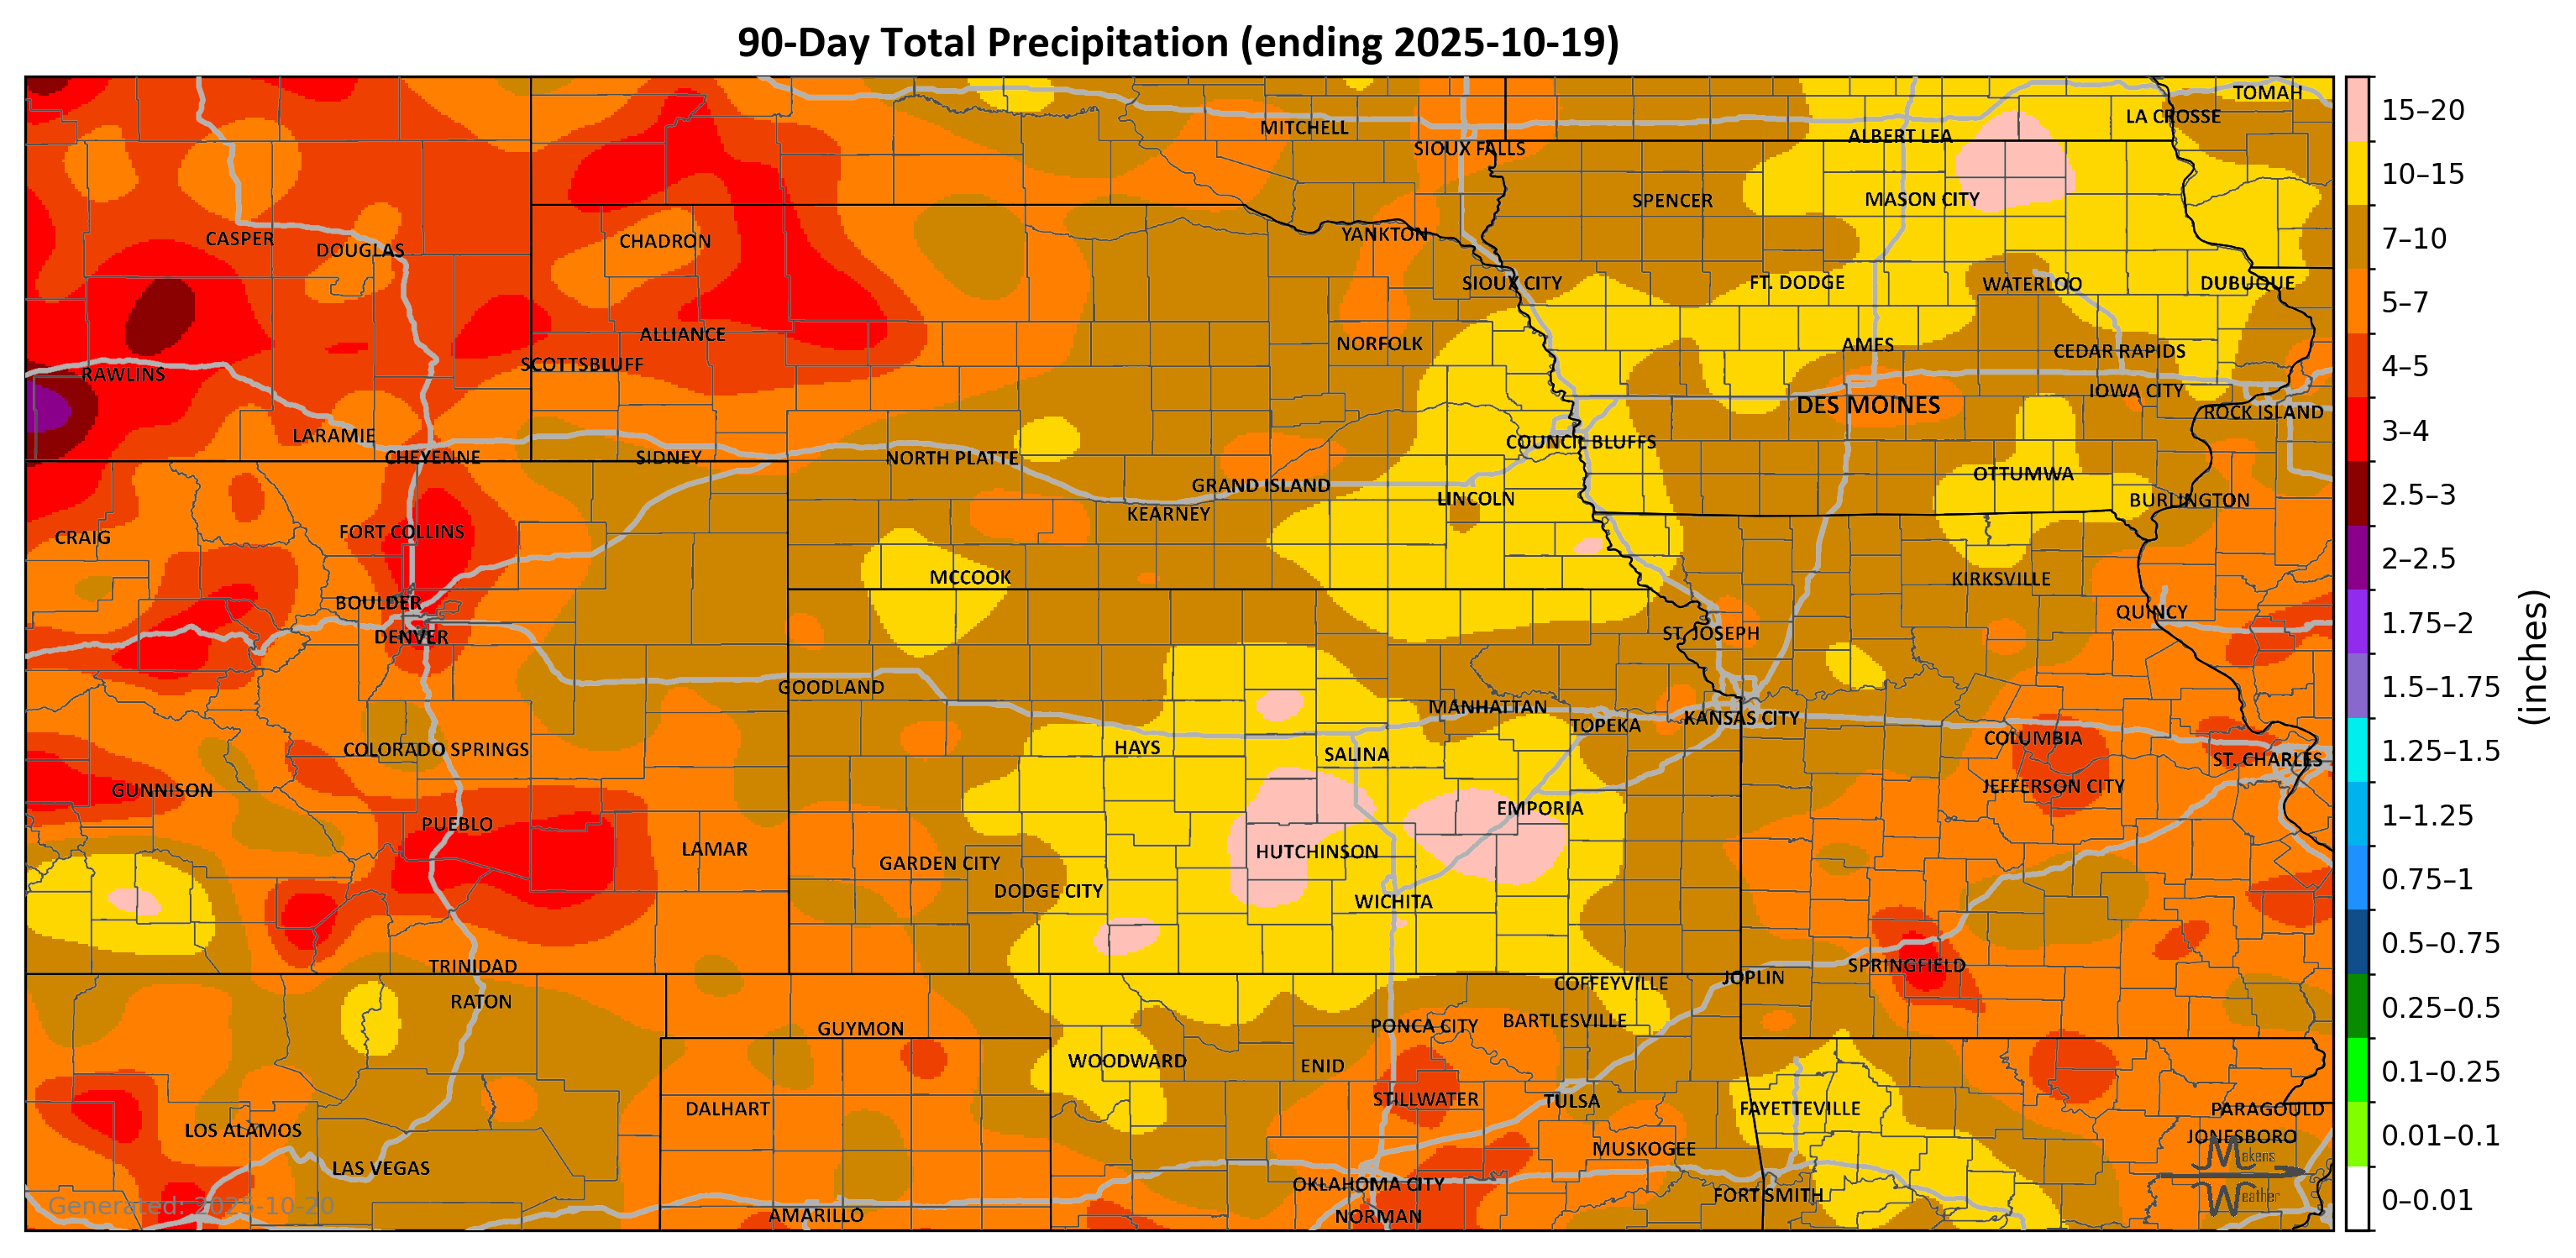 90-Day Total Precipitation (ending 2025-10-19)
TOMAH
LA CROSSE
MITCHELL
ALBERT LEA
SIOUX FALLS
SPENCER
MASON CITY
CASPER
DOUGLAS
CHADRON
YANKTON
SIOUX CITY
FT. DODGE
WATERLOO
DUBUQUE
ALLIANCE
NORFOLK
AMES
CEDAR RAPIDS
SCOTTSBLUFF
RAWLINS
IOWA CITY
DES MOINES
ROCK ISLAND
LARAMIE
COUNCIL BLUFFS
CHEYENNE
SIDNEY
NORTH PLATTE
OTTUMWA
GRAND ISLAND
LINCOLN
BURLINGTON
KEARNEY
FORT COLLINS
CRAIG
MCCOOK
KIRKSVILLE
BOULDER
QUINCY
DENVER
ST. JOSEPH
GOODLAND
MANHATTAN
TOPEKA
KANSAS CITY
COLUMBIA
COLORADO SPRINGS
HAYS
SALINA
ST. CHARLES
GUNNISON
JEFFERSON CITY
EMPORIA
PUEBLO
LAMAR
HUTCHINSON
GARDEN CITY
DODGE CITY
WICHITA
TRINIDAD
SPRINGFIELD
JOPLIN
COFFEYVILLE
RATON
BARTLESVILLE
PONCA CITY
GUYMON
WOODWARD
ENID
STILLWATER
TULSA
DALHART
FAYETTEVILLE
PARAGOULD
LOS ALAMOS
JONESBORO
MUSKOGEE
LAS VEGAS
OKLAHOMA CITY
FORT SMITH
AMARILLO
NORMAN
Generated: 2025-10-20
Makens
Weather
15–20
10–15
7–10
5–7
4–5
3–4
2.5–3
2–2.5
1.75–2
1.5–1.75
1.25–1.5
1–1.25
0.75–1
0.5–0.75
0.25–0.5
0.1–0.25
0.01–0.1
0–0.01
(inches)